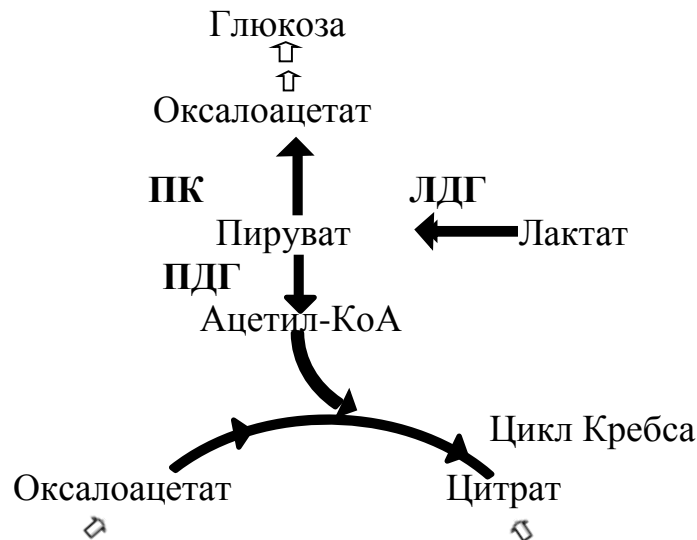 Глюкоза
Оксалоацетат
ПК
ЛДГ
Пируват
Лактат
ПДГ
Ацетил-КоА
Цикл Кребса
Оксалоацетат
Цитрат